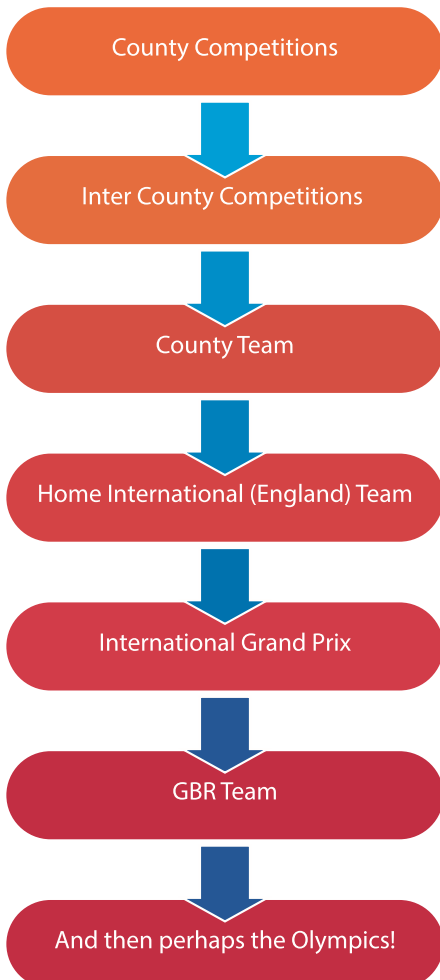 County Competitions
Inter County Competitions
County Team
Home International (England) Team
International Grand Prix
GBR Team
And then perhaps the Olympics!